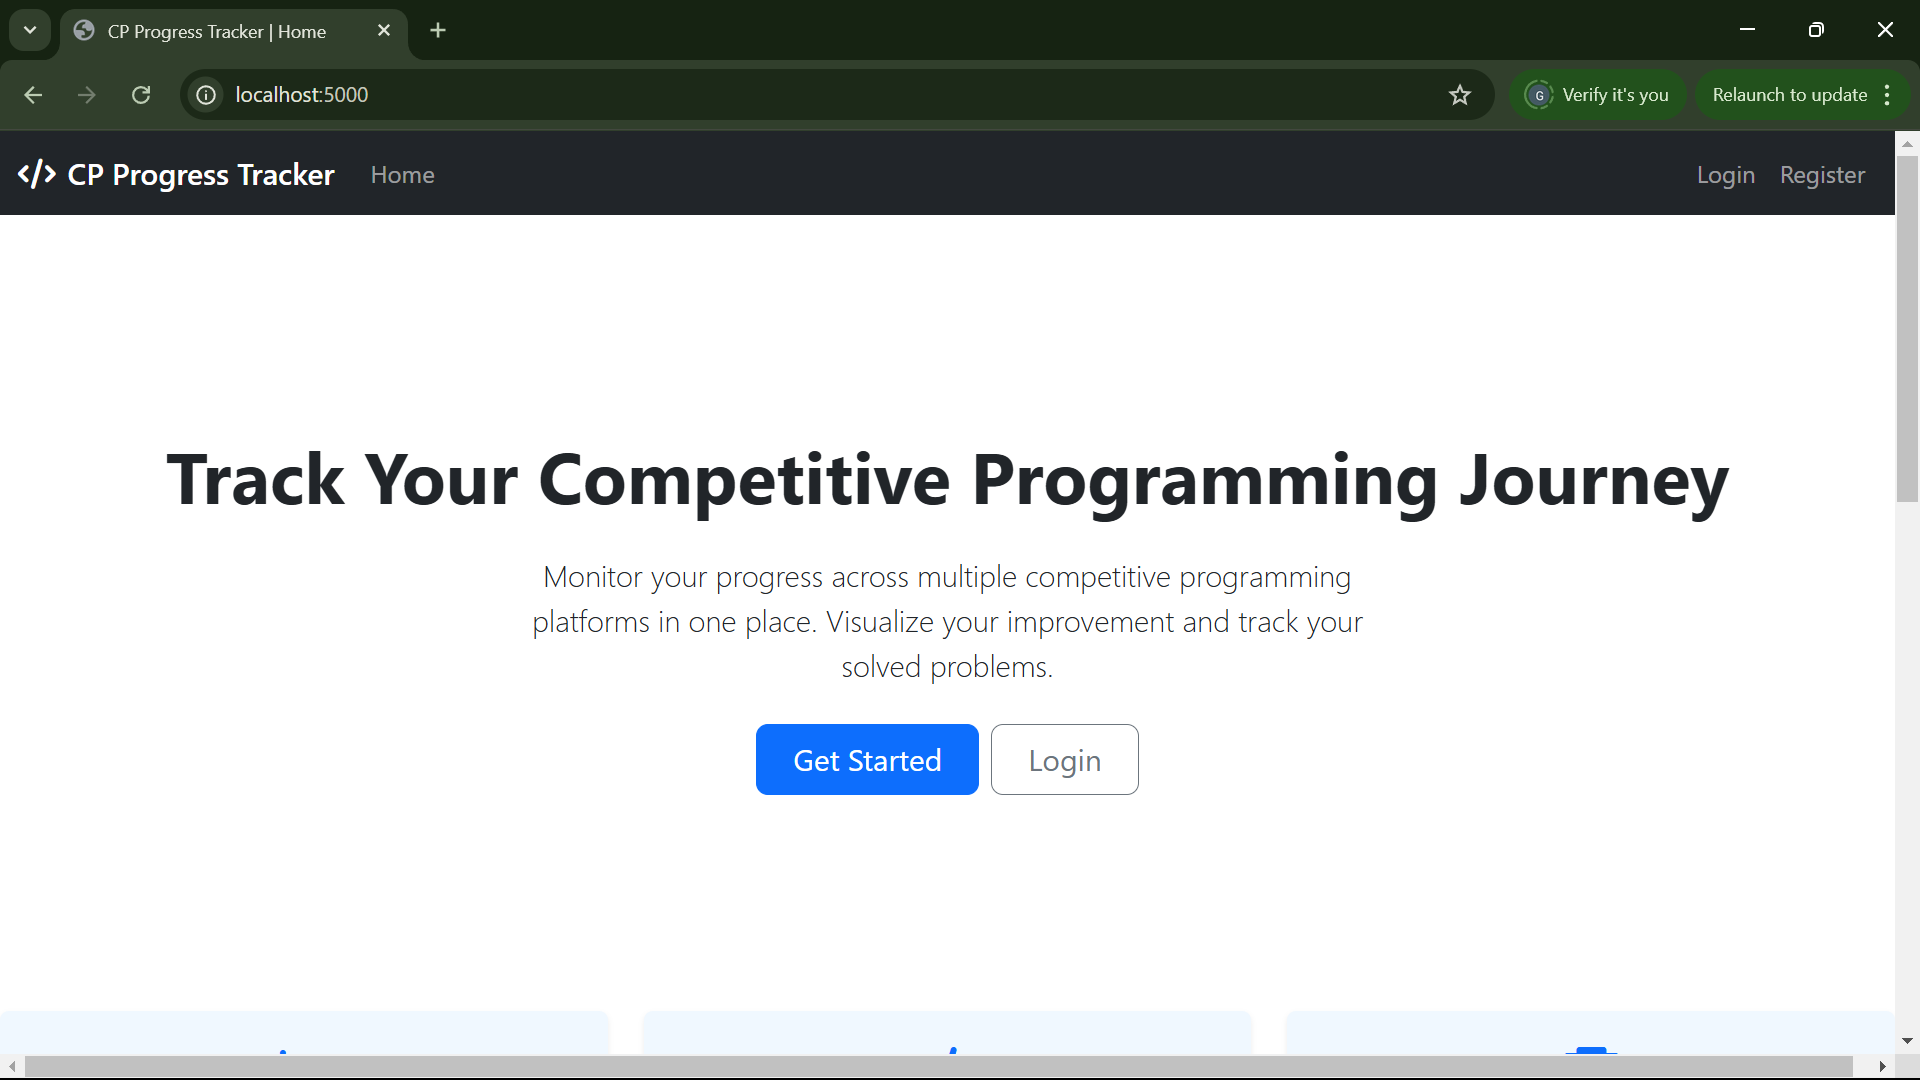 CP Progress Tracker | Home
localhost:5000
G
Verify it's you
Relaunch to update
</> CP Progress Tracker
Home
Login
Register
Track Your Competitive Programming Journey
Monitor your progress across multiple competitive programming
platforms in one place. Visualize your improvement and track your
solved problems.
Get Started
Login